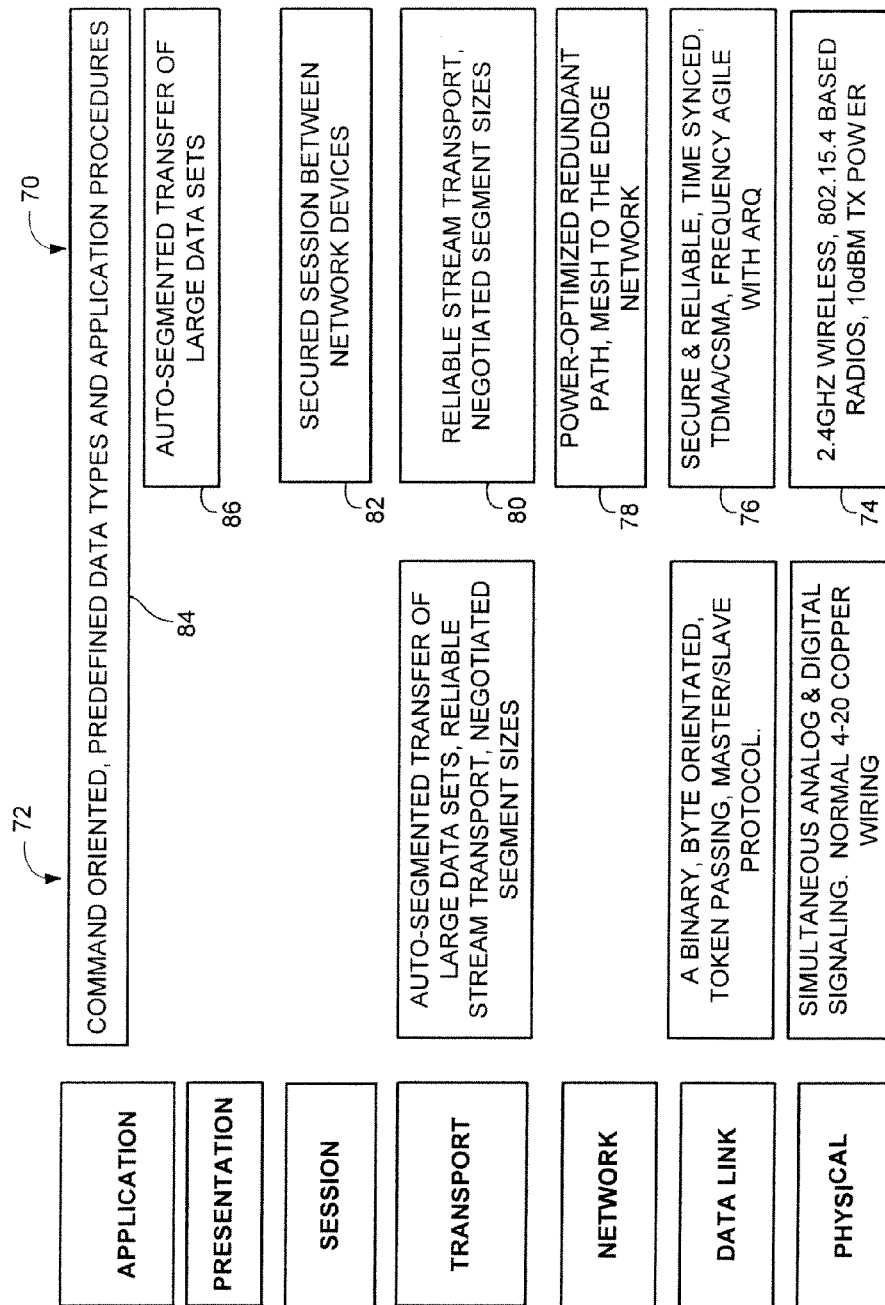 72
70
APPLICATION
COMMAND ORIENTED, PREDEFINED DATA TYPES AND APPLICATION PROCEDURES
84
PRESENTATION
AUTO-SEGMENTED TRANSFER OF
LARGE DATA SETS
86
SESSION
SECURED SESSION BETWEEN
NETWORK DEVICES
82
TRANSPORT
AUTO-SEGMENTED TRANSFER OF
LARGE DATA SETS, RELIABLE
STREAM TRANSPORT, NEGOTIATED
SEGMENT SIZES
RELIABLE STREAM TRANSPORT,
NEGOTIATED SEGMENT SIZES
80
NETWORK
POWER-OPTIMIZED REDUNDANT
PATH, MESH TO THE EDGE
NETWORK
78
DATA LINK
A BINARY, BYTE ORIENTATED,
TOKEN PASSING, MASTER/SLAVE
PROTOCOL.
SECURE & RELIABLE, TIME SYNCED,
TDMA/CSMA, FREQUENCY AGILE
WITH ARQ
76
PHYSICAL
SIMULTANEOUS ANALOG & DIGITAL
SIGNALING. NORMAL 4-20 COPPER
WIRING
2.4GHZ WIRELESS, 802.15.4 BASED
RADIOS, 10dBM TX POWER
74